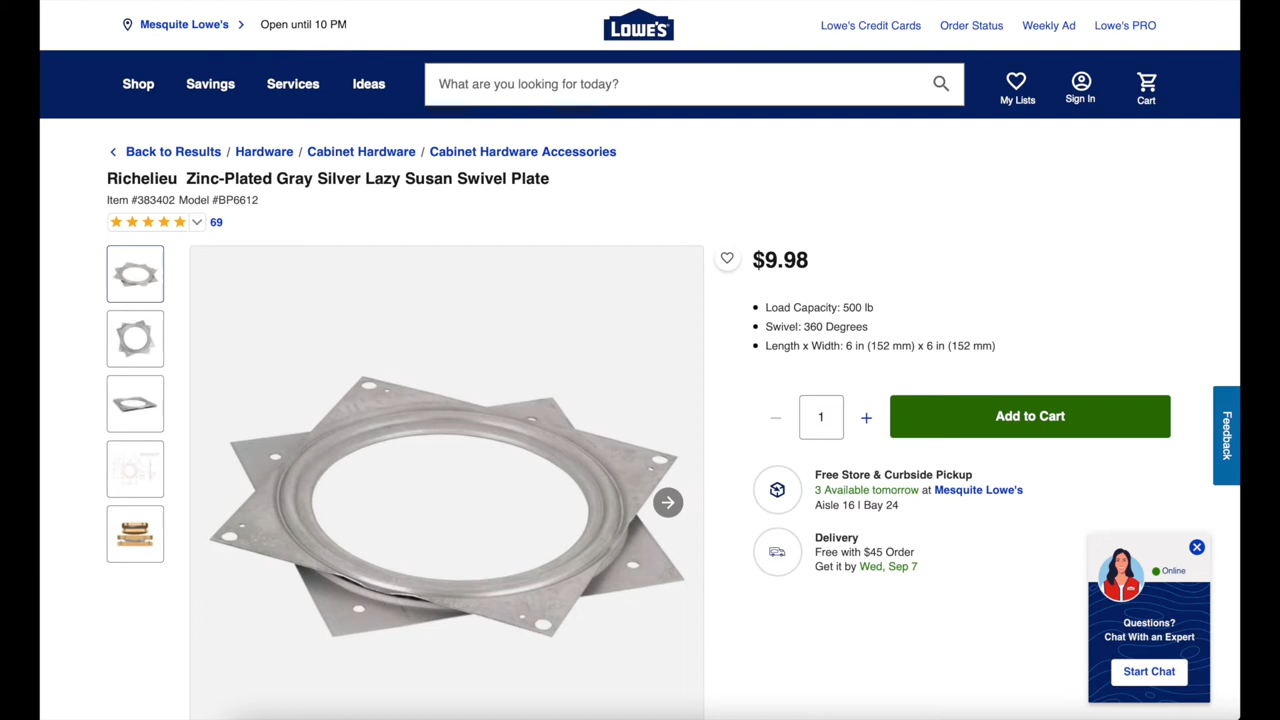 Mesquite Lowe's
Open until 10 PM
LOWE'S
Lowe's Credit Cards
Order Status
Weekly Ad
Lowe's PRO
Shop
Savings
Services
Ideas
What are you looking for today?
My Lists
Sign In
Cart
Back to Results / Hardware / Cabinet Hardware / Cabinet Hardware Accessories
Richelieu Zinc-Plated Gray Silver Lazy Susan Swivel Plate
Item #383402 Model #BP6612
69
$9.98
Load Capacity: 500 lb
Swivel: 360 Degrees
Length x Width: 6 in (152 mm) x 6 in (152 mm)
1
Add to Cart
Feedback
Free Store & Curbside Pickup
3 Available tomorrow at Mesquite Lowe's
Aisle 16 | Bay 24
Delivery
Free with $45 Order
Get it by Wed, Sep 7
Online
Questions?
Chat With an Expert
Start Chat